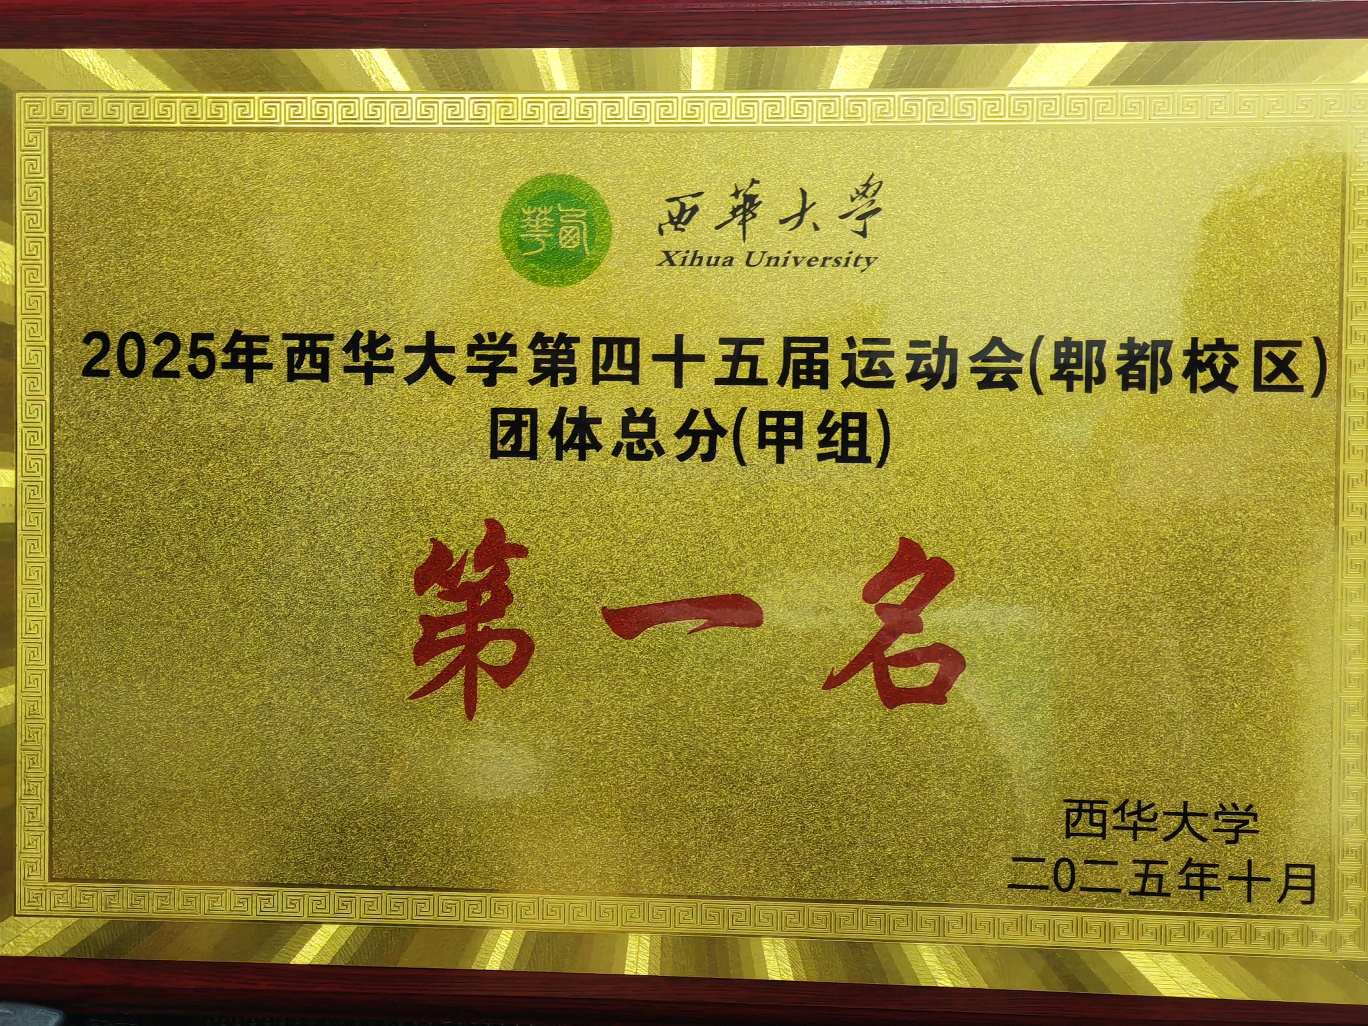 西華大學
Xihua University
2025年西华大学第四十五届运动会(郫都校区)
团体总分(甲组)
第一名
西华大学
二0二五年十月